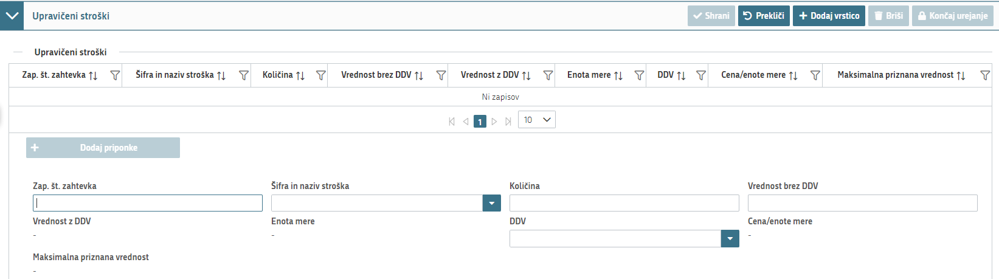 Upravičeni stroški Shrani Prekliči Dodaj vrstico Briši Končaj urejanje
Upravičeni stroški
Zap. št. zahtevka Šifra in naziv stroška Količina Vrednost brez DDV Vrednost z DDV Enota mere DDV Cena/enote mere Maksimalna priznana vrednost
Ni zapisov
1 10
Dodaj priponke
Zap. št. zahtevka Šifra in naziv stroška Količina Vrednost brez DDV
Vrednost z DDV Enota mere DDV Cena/enote mere
- - -
Maksimalna priznana vrednost
-